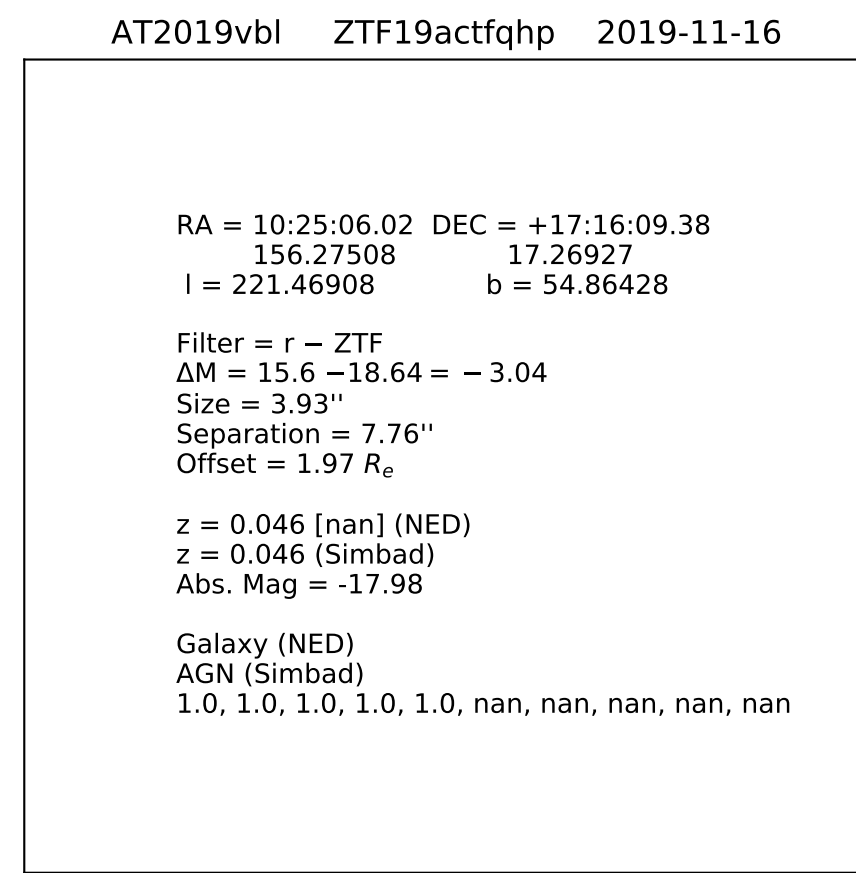 AT2019vbl ZTF19actfqhp 2019-11-16
RA = 10:25:06.02 DEC = +17:16:09.38
156.27508 17.26927
l = 221.46908 b = 54.86428
Filter = r − ZTF
ΔM = 15.6 −18.64 = − 3.04
Size = 3.93''
Separation = 7.76''
Offset = 1.97 Re
z = 0.046 [nan] (NED)
z = 0.046 (Simbad)
Abs. Mag = -17.98
Galaxy (NED)
AGN (Simbad)
1.0, 1.0, 1.0, 1.0, 1.0, nan, nan, nan, nan, nan